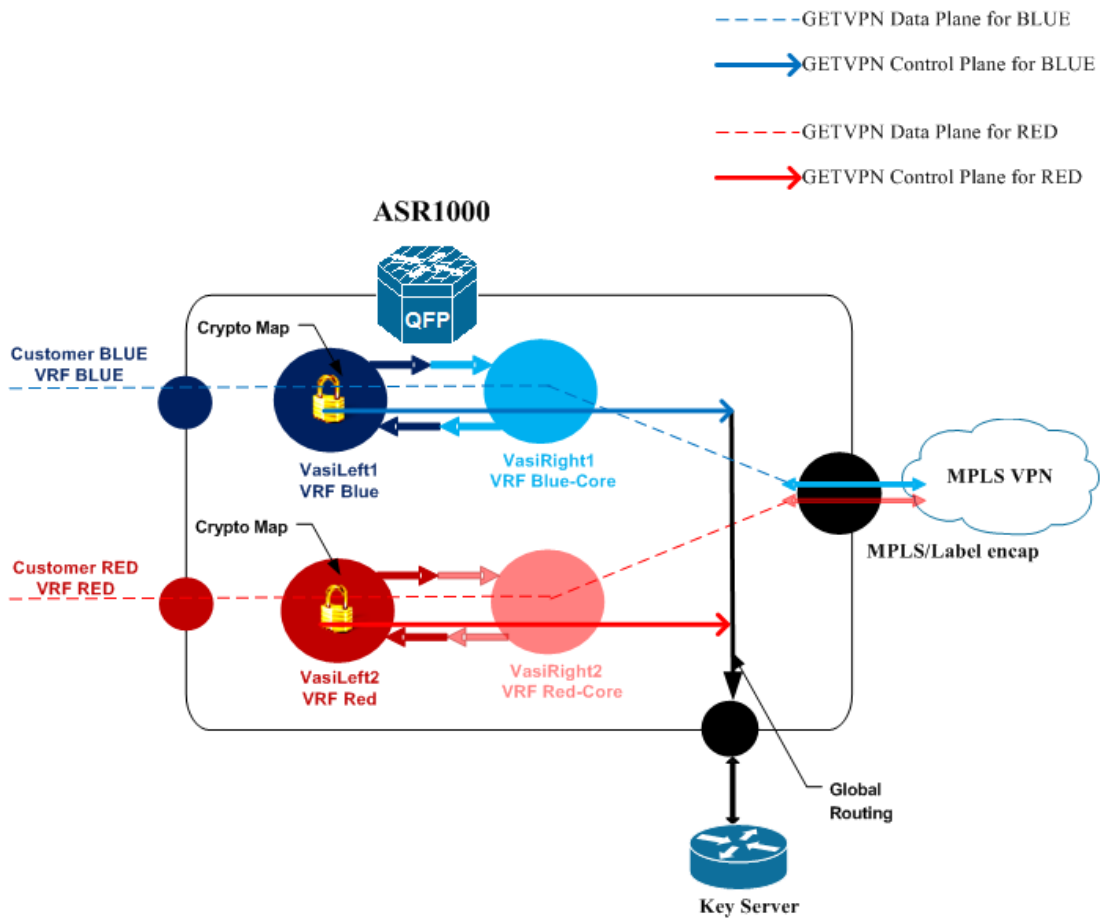 GETVPN Data Plane for BLUE
GETVPN Control Plane for BLUE
GETVPN Data Plane for RED
GETVPN Control Plane for RED
ASR1000
QFP
Crypto Map
Customer BLUE
VRF BLUE
VasiLeft1
VRF Blue
VasiRight1
VRF Blue-Core
MPLS VPN
MPLS/Label encap
Crypto Map
Customer RED
VRF RED
VasiLeft2
VRF Red
VasiRight2
VRF Red-Core
Global
Routing
Key Server